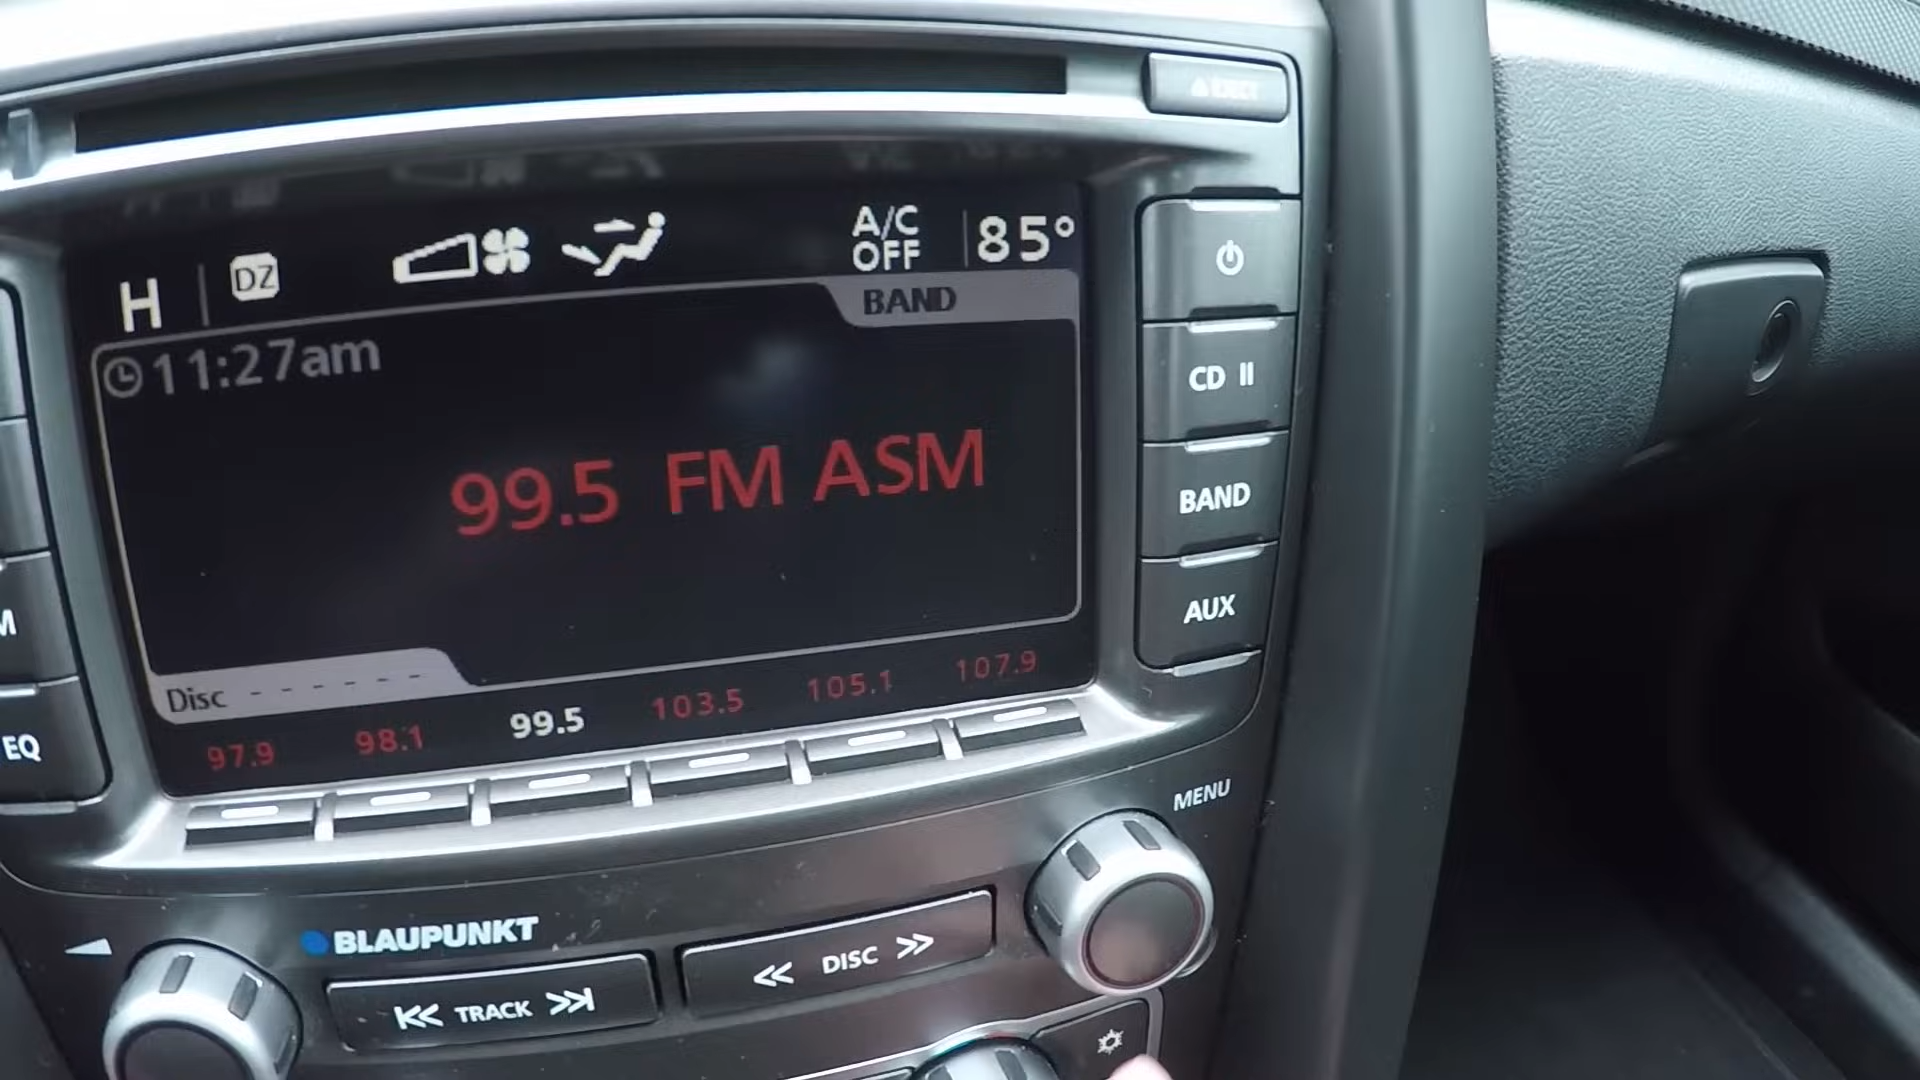 EJECT
H DZ A/C OFF 85°
BAND
11:27am
99.5 FM ASM
Disc - - - - - -
97.9 98.1 99.5 103.5 105.1 107.9
CD II
BAND
AUX
M
EQ
MENU
BLAUPUNKT
TRACK
DISC